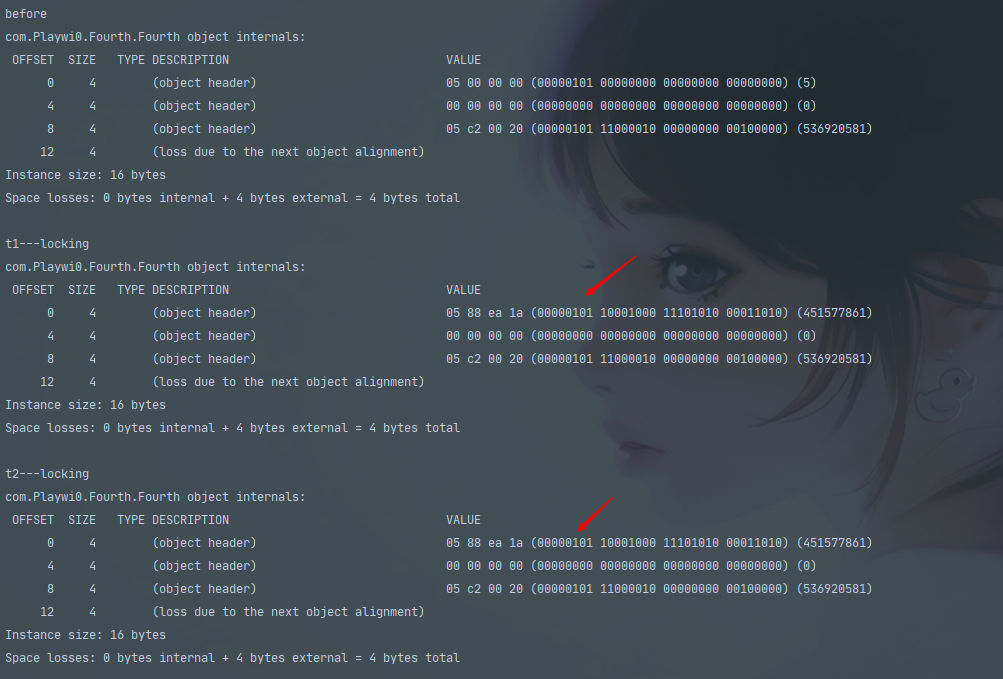 before
com.Playwi0.Fourth.Fourth object internals:
OFFSET SIZE TYPE DESCRIPTION VALUE
0 4 (object header) 05 00 00 00 (00000101 00000000 00000000 00000000) (5)
4 4 (object header) 00 00 00 00 (00000000 00000000 00000000 00000000) (0)
8 4 (object header) 05 c2 00 20 (00000101 11000010 00000000 00100000) (536920581)
12 4 (loss due to the next object alignment)
Instance size: 16 bytes
Space losses: 0 bytes internal + 4 bytes external = 4 bytes total
t1---locking
com.Playwi0.Fourth.Fourth object internals:
OFFSET SIZE TYPE DESCRIPTION VALUE
0 4 (object header) 05 88 ea 1a (00000101 10001000 11101010 00011010) (451577861)
4 4 (object header) 00 00 00 00 (00000000 00000000 00000000 00000000) (0)
8 4 (object header) 05 c2 00 20 (00000101 11000010 00000000 00100000) (536920581)
12 4 (loss due to the next object alignment)
Instance size: 16 bytes
Space losses: 0 bytes internal + 4 bytes external = 4 bytes total
t2---locking
com.Playwi0.Fourth.Fourth object internals:
OFFSET SIZE TYPE DESCRIPTION VALUE
0 4 (object header) 05 88 ea 1a (00000101 10001000 11101010 00011010) (451577861)
4 4 (object header) 00 00 00 00 (00000000 00000000 00000000 00000000) (0)
8 4 (object header) 05 c2 00 20 (00000101 11000010 00000000 00100000) (536920581)
12 4 (loss due to the next object alignment)
Instance size: 16 bytes
Space losses: 0 bytes internal + 4 bytes external = 4 bytes total